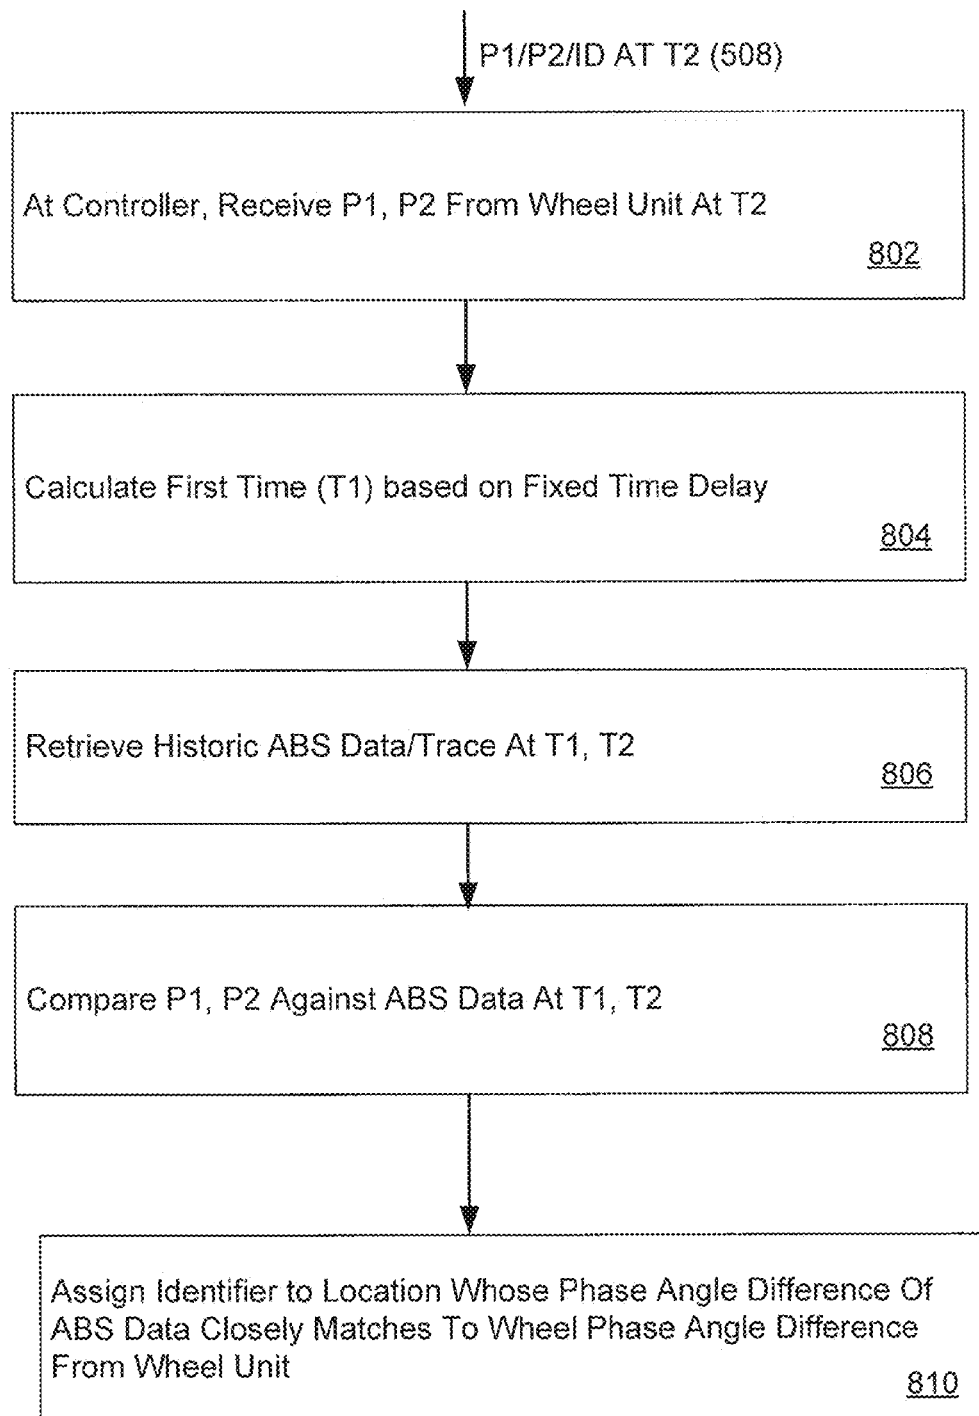 P1/P2/ID AT T2 (508)
At Controller, Receive P1, P2 From Wheel Unit At T2
802
Calculate First Time (T1) based on Fixed Time Delay
804
Retrieve Historic ABS Data/Trace At T1, T2
806
Compare P1, P2 Against ABS Data At T1, T2
808
Assign Identifier to Location Whose Phase Angle Difference Of
ABS Data Closely Matches To Wheel Phase Angle Difference
From Wheel Unit
810